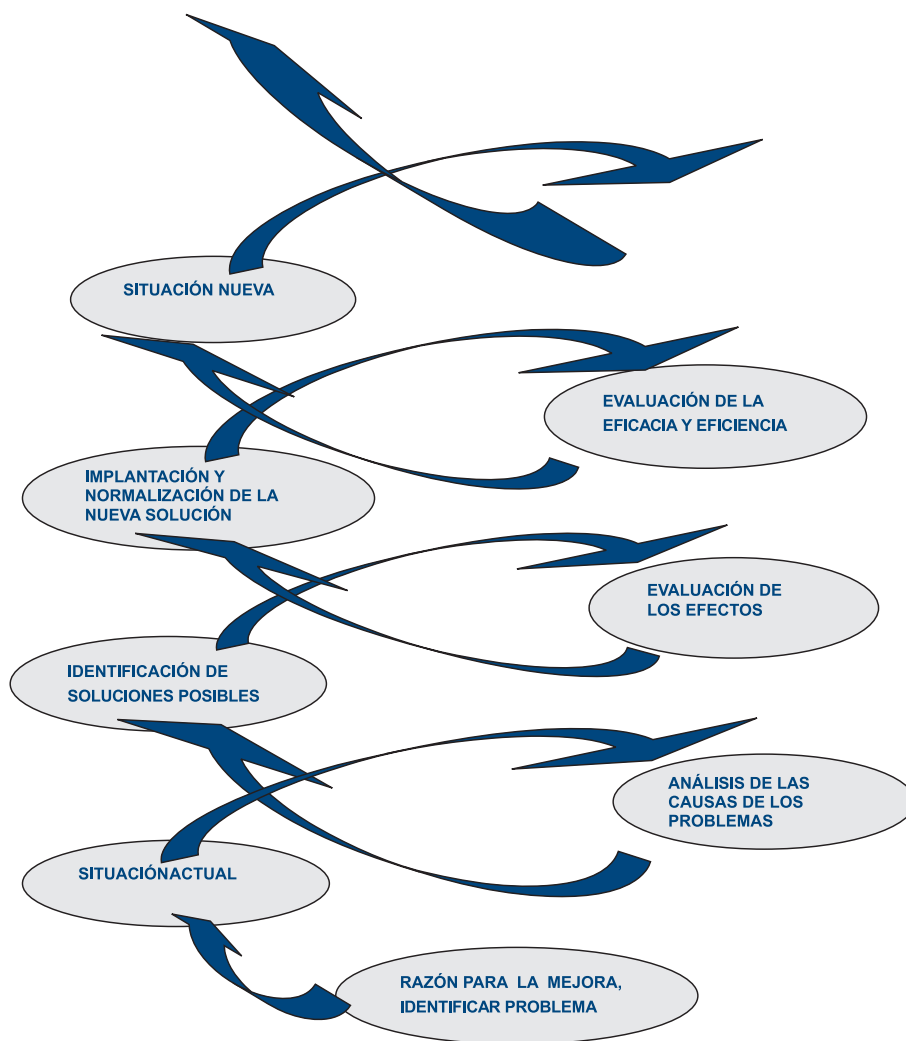 SITUACIÓN NUEVA
EVALUACIÓN DE LA
EFICACIA Y EFICIENCIA
IMPLANTACIÓN Y
NORMALIZACIÓN DE LA
NUEVA SOLUCIÓN
EVALUACIÓN DE
LOS EFECTOS
IDENTIFICACIÓN DE
SOLUCIONES POSIBLES
ANÁLISIS DE LAS
CAUSAS DE LOS
PROBLEMAS
SITUACIÓNACTUAL
RAZÓN PARA LA MEJORA,
IDENTIFICAR PROBLEMA